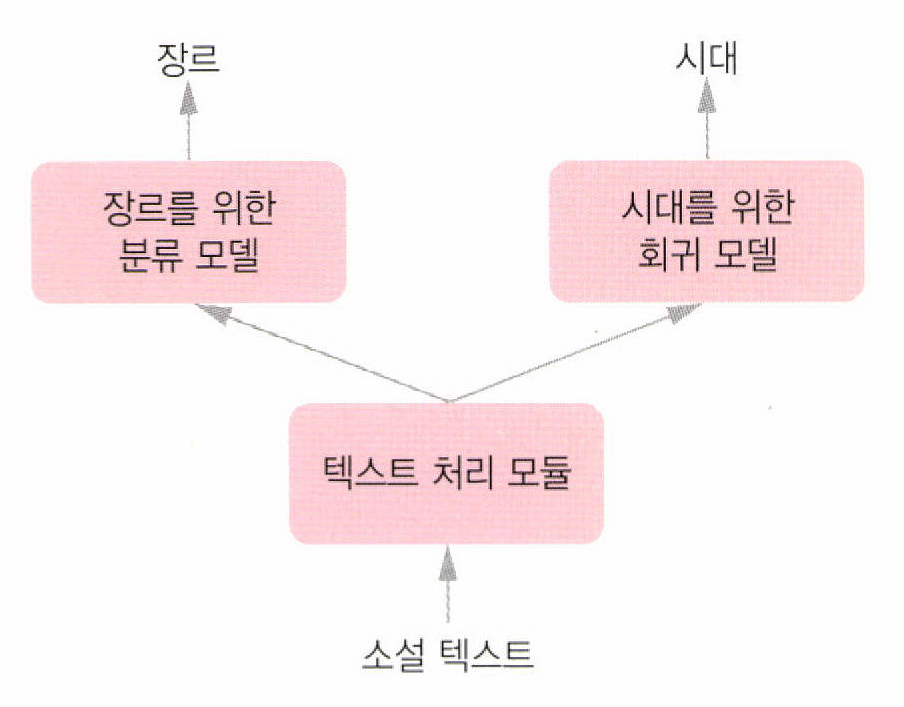 장르
시대
장르를 위한
분류 모델
시대를 위한
회귀 모델
텍스트 처리 모듈
소설 텍스트